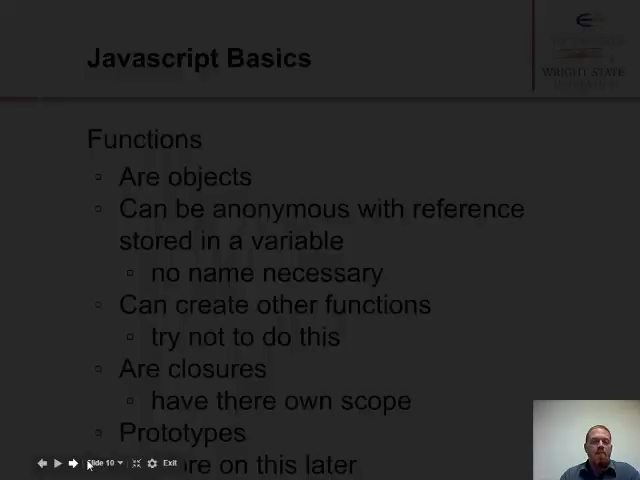 Javascript Basics
WRIGHT STATE
Functions
Are objects
Can be anonymous with reference
stored in a variable
no name necessary
Can create other functions
try not to do this
Are closures
have there own scope
Prototypes
Slide 10
Exit
re on this later